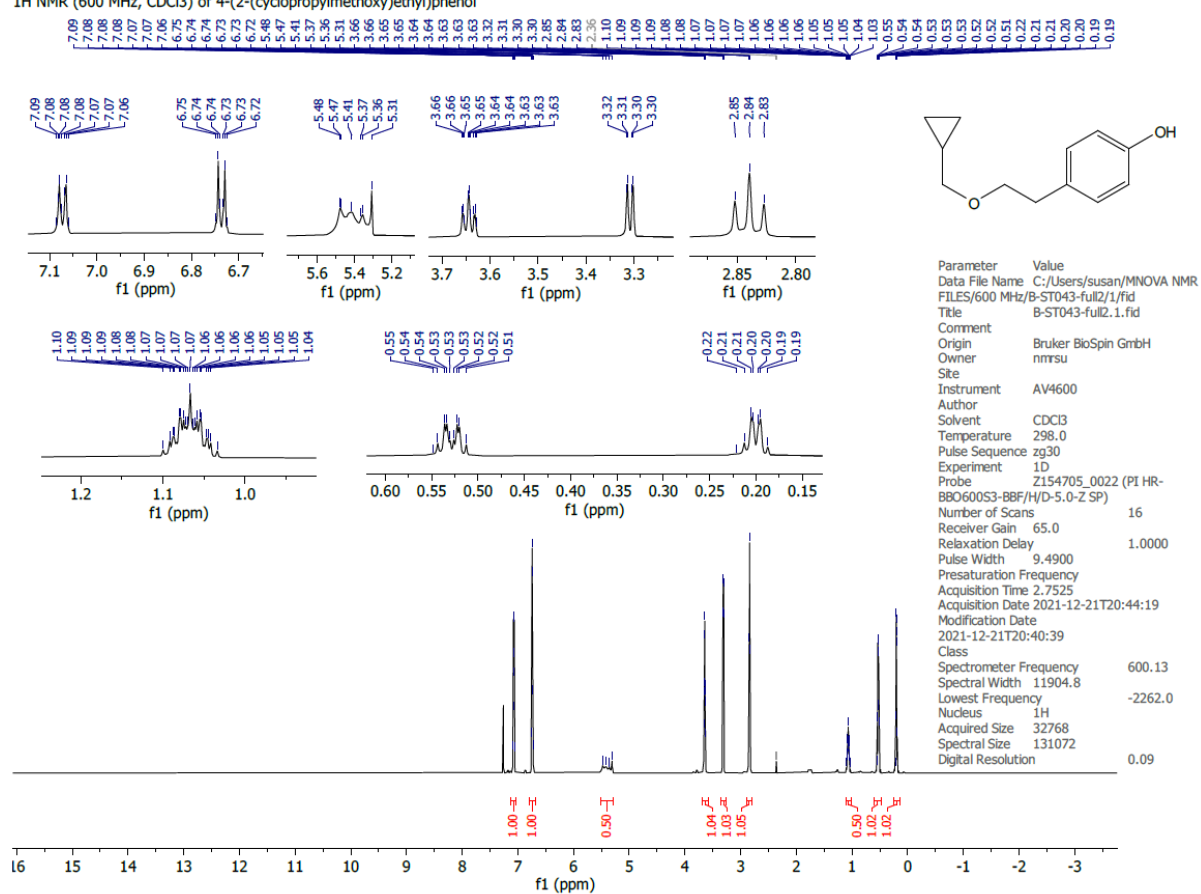 1H NMR (600 MHz, CDCl3) of 4-(2-(cyclopropylmethoxy)ethyl)phenol
7.09 7.08 7.08 7.08 7.07 7.07 7.06 6.75 6.74 6.74 6.73 6.73 6.72 5.48 5.47 5.41 5.37 5.36 5.31 3.66 3.66 3.65 3.65 3.64 3.64 3.63 3.63 3.63 3.32 3.31 3.30 3.30 2.85 2.84 2.83 2.36 1.10 1.09 1.09 1.09 1.08 1.08 1.07 1.07 1.07 1.07 1.06 1.06 1.06 1.06 1.05 1.05 1.05 1.04 1.03 0.55 0.54 0.54 0.53 0.53 0.53 0.52 0.52 0.51 0.22 0.21 0.21 0.20 0.20 0.19 0.19
7.09 7.08 7.08 7.08 7.07 7.07 7.06
6.75 6.74 6.74 6.73 6.73 6.72
5.48 5.47 5.41 5.37 5.36 5.31
3.66 3.66 3.65 3.65 3.64 3.64 3.63 3.63 3.63
3.32 3.31 3.30 3.30
2.85 2.84 2.83
OH
O
7.1 7.0 6.9 6.8 6.7
f1 (ppm)
5.6 5.4 5.2
f1 (ppm)
3.7 3.6 3.5 3.4 3.3
f1 (ppm)
2.85 2.80
f1 (ppm)
1.10 1.09 1.09 1.09 1.08 1.08 1.07 1.07 1.07 1.07 1.06 1.06 1.06 1.06 1.05 1.05 1.05 1.04
0.55 0.54 0.54 0.53 0.53 0.53 0.52 0.52 0.51
0.22 0.21 0.21 0.20 0.20 0.19 0.19
1.2 1.1 1.0
f1 (ppm)
0.60 0.55 0.50 0.45 0.40 0.35 0.30 0.25 0.20 0.15
f1 (ppm)
Parameter Value
Data File Name C:/Users/susan/MNOVA NMR
FILES/600 MHz/B-ST043-full2/1/fid
Title B-ST043-full2.1.fid
Comment
Origin Bruker BioSpin GmbH
Owner nmrsu
Site
Instrument AV4600
Author
Solvent CDCl3
Temperature 298.0
Pulse Sequence zg30
Experiment 1D
Probe Z154705_0022 (PI HR-
BBO600S3-BBF/H/D-5.0-Z SP)
Number of Scans 16
Receiver Gain 65.0
Relaxation Delay 1.0000
Pulse Width 9.4900
Presaturation Frequency
Acquisition Time 2.7525
Acquisition Date 2021-12-21T20:44:19
Modification Date
2021-12-21T20:40:39
Class
Spectrometer Frequency 600.13
Spectral Width 11904.8
Lowest Frequency -2262.0
Nucleus 1H
Acquired Size 32768
Spectral Size 131072
Digital Resolution 0.09
1.00 1.00 0.50 1.04 1.03 1.05 0.50 1.02 1.02
16 15 14 13 12 11 10 9 8 7 6 5 4 3 2 1 0 -1 -2 -3
f1 (ppm)